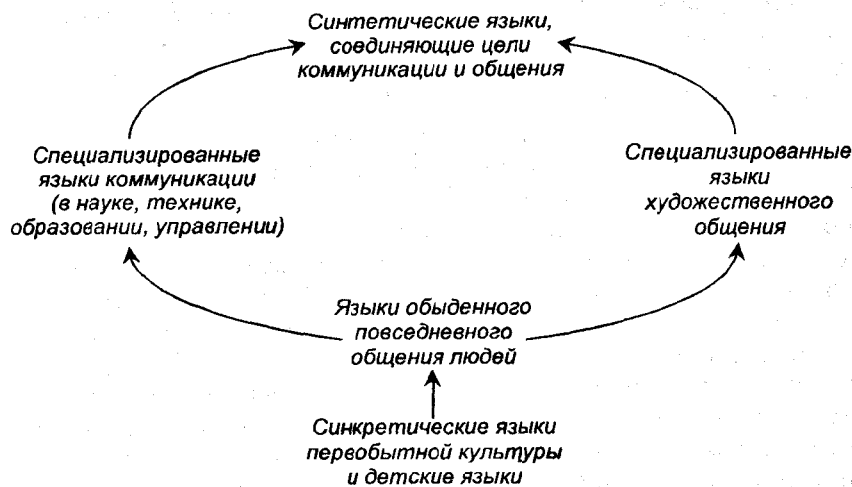 Синтетические языки,
соединяющие цели
коммуникации и общения
Специализированные
языки коммуникации
(в науке, технике,
образовании, управлении)
Специализированные
языки
художественного
общения
Языки обыденного
повседневного
общения людей
Синкретические языки
первобытной культуры
и детские языки